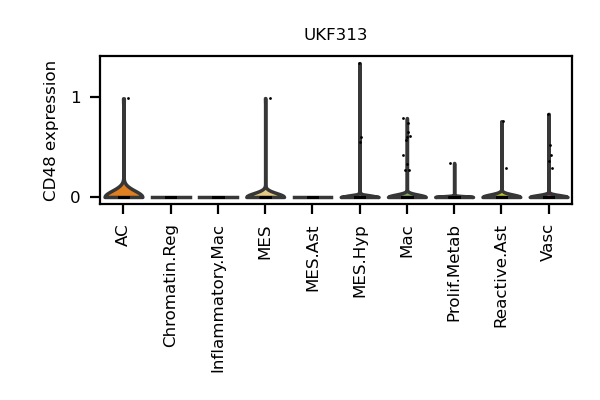 UKF313
CD48 expression
1
0
AC
Chromatin.Reg
Inflammatory.Mac
MES
MES.Ast
MES.Hyp
Mac
Prolif.Metab
Reactive.Ast
Vasc